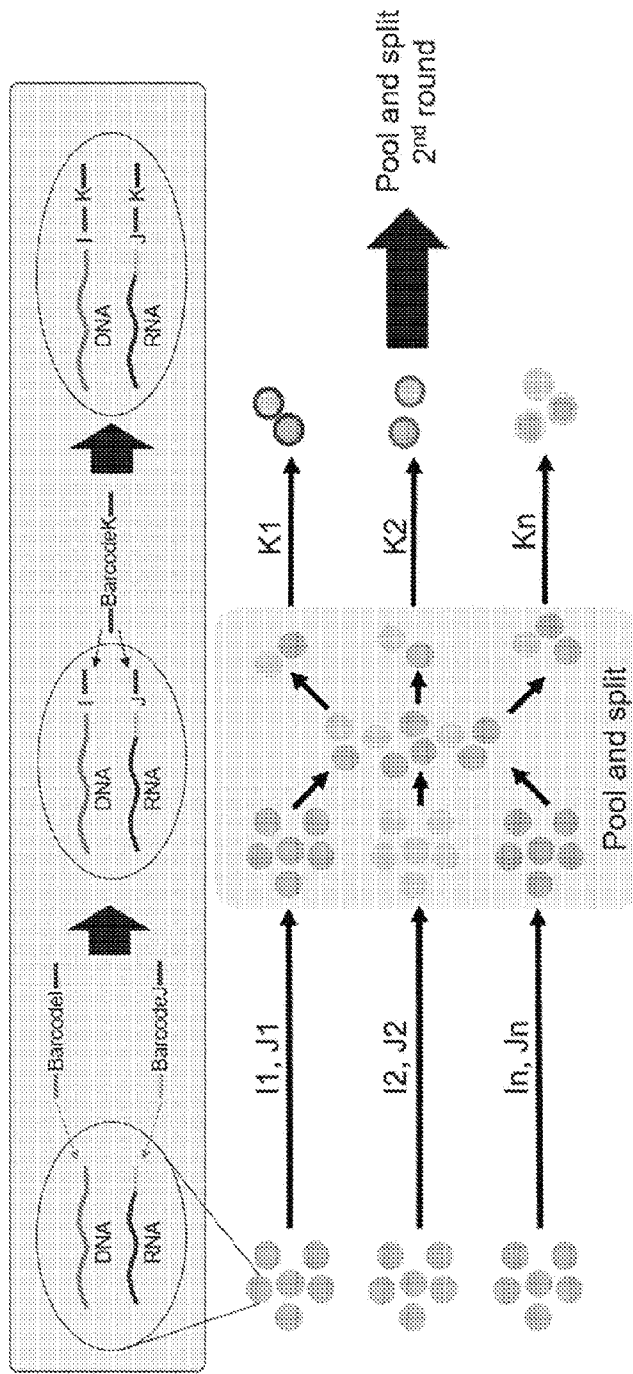 DNA
RNA
BarcodeI
BarcodeJ
DNA I
RNA J
BarcodeK
DNA I K
RNA J K
I1, J1
I2, J2
In, Jn
Pool and split
K1
K2
Kn
Pool and split
2nd round